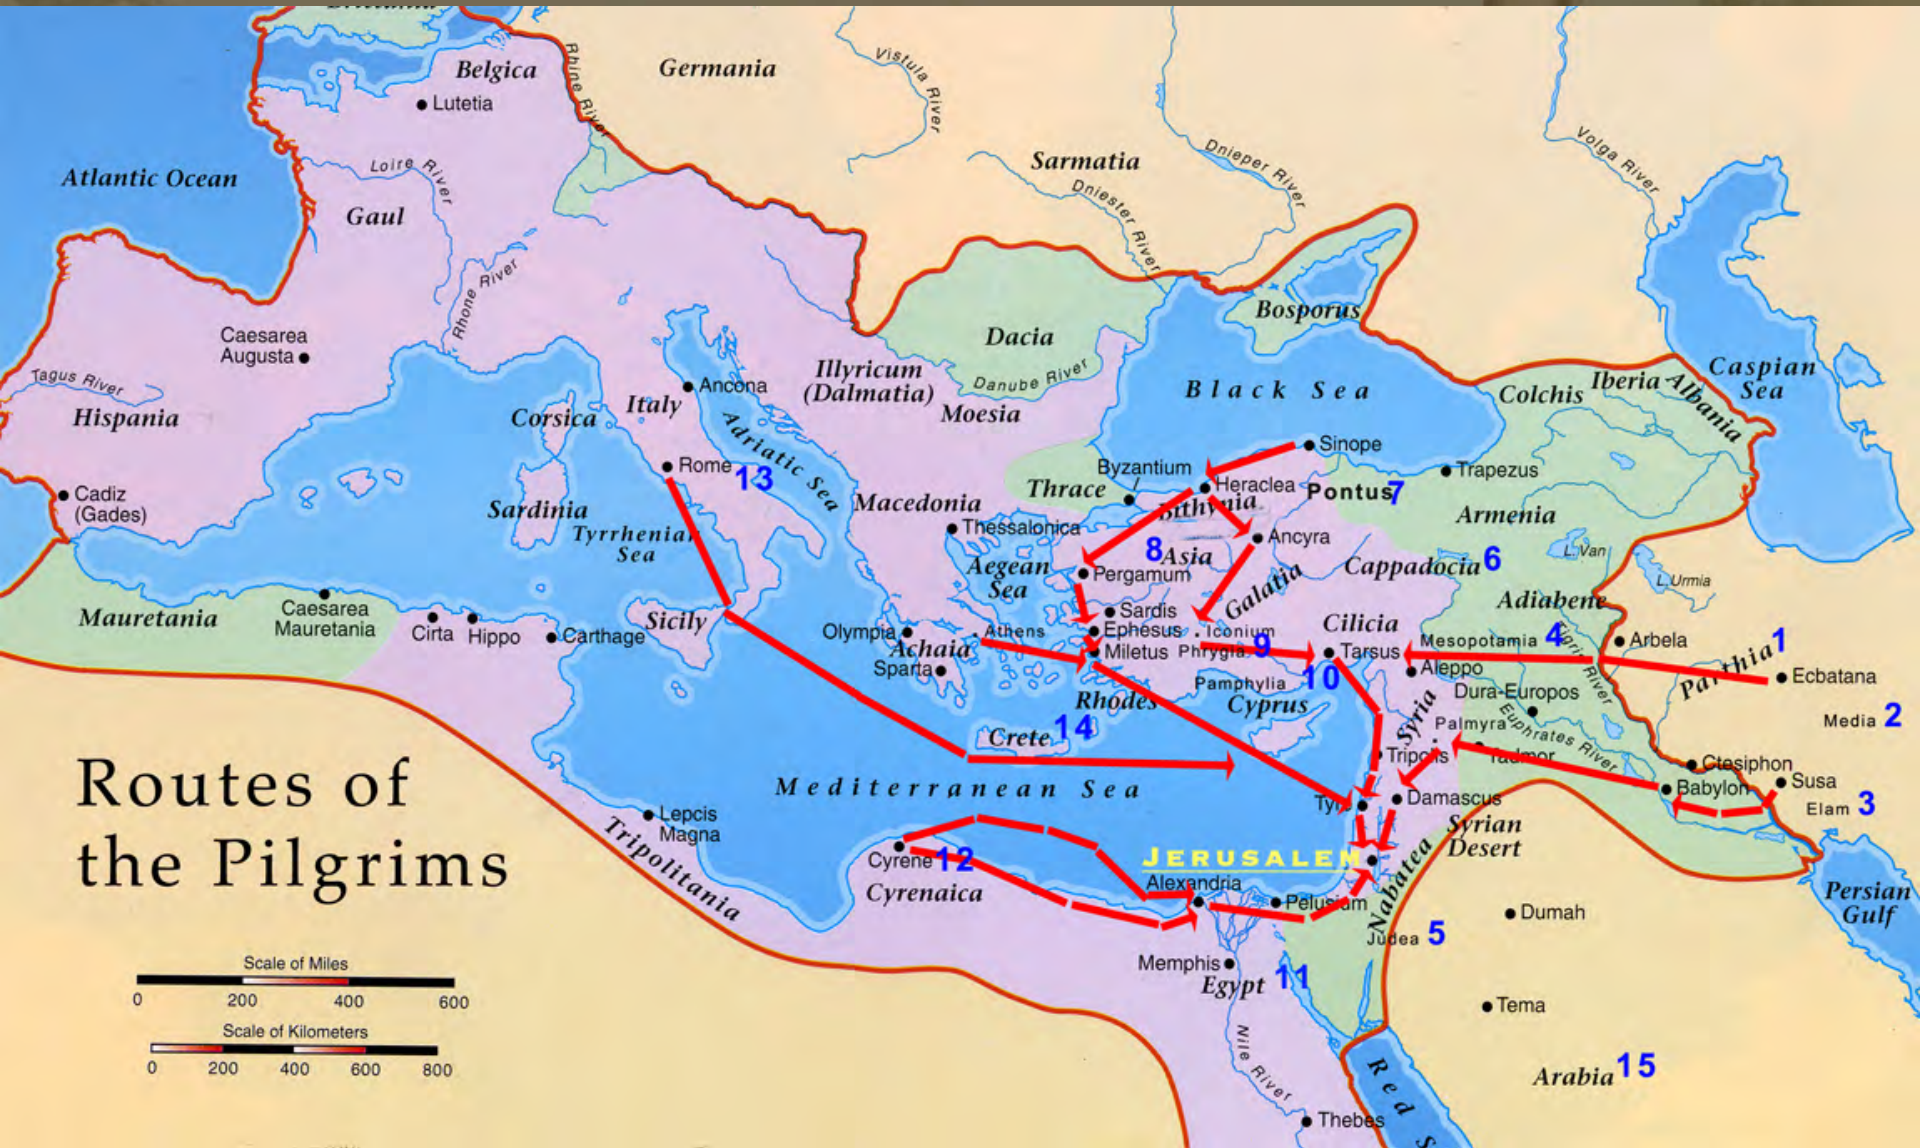 Britannia
Belgica
Lutetia
Rhine River
Germania
Vistula River
Atlantic Ocean
Loire River
Gaul
Sarmatia
Dnieper River
Dniester River
Volga River
Rhone River
Caesarea
Augusta
Tagus River
Hispania
Cadiz
(Gades)
Corsica
Italy
Ancona
Adriatic Sea
Rome 13
Sardinia
Tyrrhenian
Sea
Illyricum
(Dalmatia)
Dacia
Danube River
Moesia
Bosporus
Black Sea
Colchis
Iberia
Albania
Caspian
Sea
Sinope
Trapezus
Byzantium
Heraclea
Thrace
Bithynia
Pontus 7
Armenia
Macedonia
Thessalonica
Ancyra
8
Asia
Aegean
Sea
Pergamum
Galatia
Cappadocia 6
L. Van
L. Urmia
Adiabene
Mauretania
Caesarea
Mauretania
Cirta
Hippo
Carthage
Sicily
Olympia
Achaia
Sparta
Athens
Sardis
Ephesus
Miletus
Iconium
Phrygia 9
Cilicia
Tarsus
10
Mesopotamia 4
Tigris River
Arbela
Parthia 1
Ecbatana
Aleppo
Pamphylia
Rhodes
Cyprus
Crete 14
Syria
Dura-Europos
Palmyra
Euphrates River
Media 2
Tripolis
Tadmor
Ctesiphon
Babylon
Susa
Elam 3
Mediterranean Sea
Tyre
Damascus
Syrian
Desert
Routes of
the Pilgrims
Lepcis
Magna
Tripolitania
Cyrene 12
Cyrenaica
JERUSALEM
Alexandria
Pelusium
Nabatea
Judea 5
Dumah
Persian
Gulf
Memphis
Egypt 11
Tema
Arabia 15
Nile River
Red S
Thebes
Scale of Miles
0 200 400 600
Scale of Kilometers
0 200 400 600 800